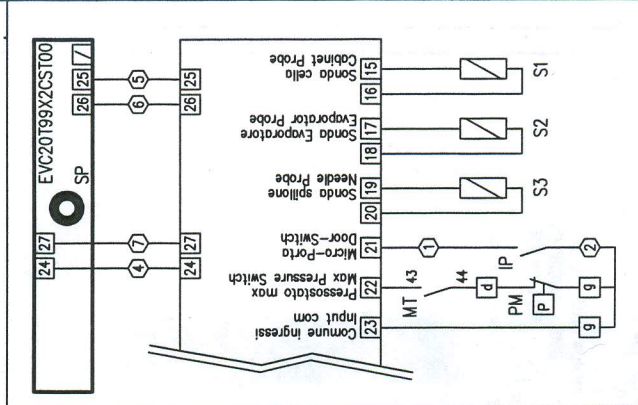 EVC20T99X2CST00
SP
/
25
26
27
24
5
6
7
4
25
26
27
24
Sonda cella
Cabinet Probe
15
16
S1
Sonda Evaporatore
Evaporator Probe
17
18
S2
Sonda spillone
Needle Probe
19
20
S3
Micro-Porta
Door-Switch
21
1
IP
2
Pressostato max
Max Pressure Switch
22
43
MT
44
d
PM
P
g
Comune ingressi
Input com
23
g